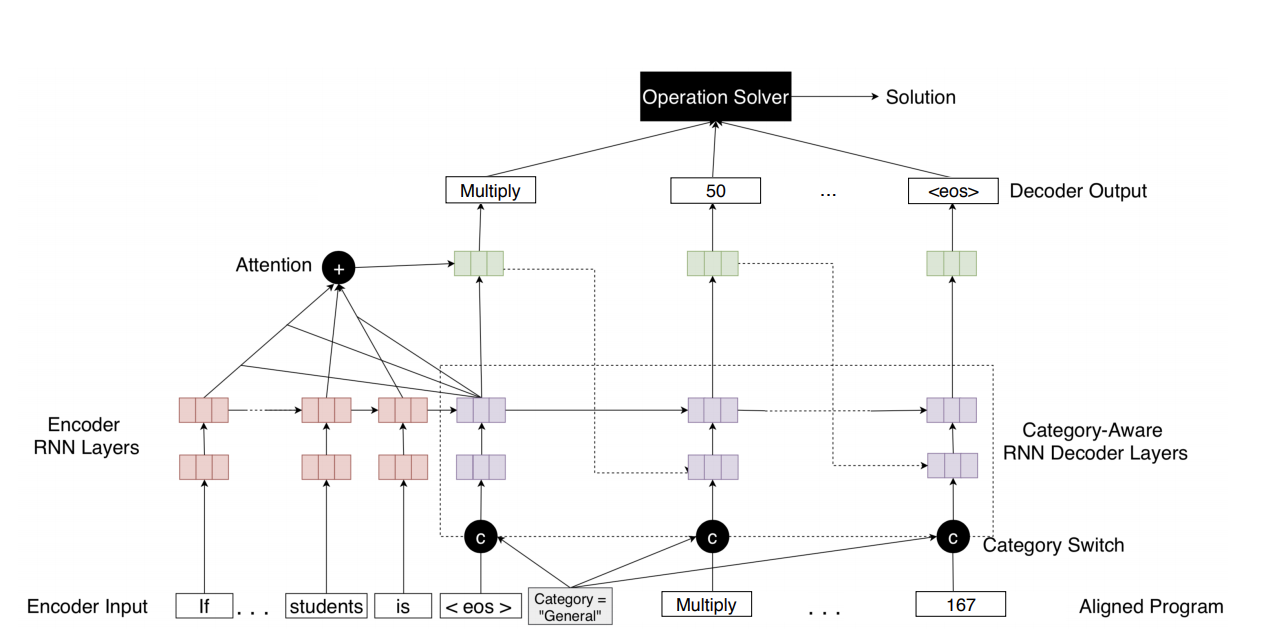 Operation Solver
Solution
Multiply
50
...
<eos>
Decoder Output
Attention
+
Encoder
RNN Layers
Category-Aware
RNN Decoder Layers
c
c
c
Category Switch
Encoder Input
If
. . .
students
is
< eos >
Category =
"General"
Multiply
. . .
167
Aligned Program